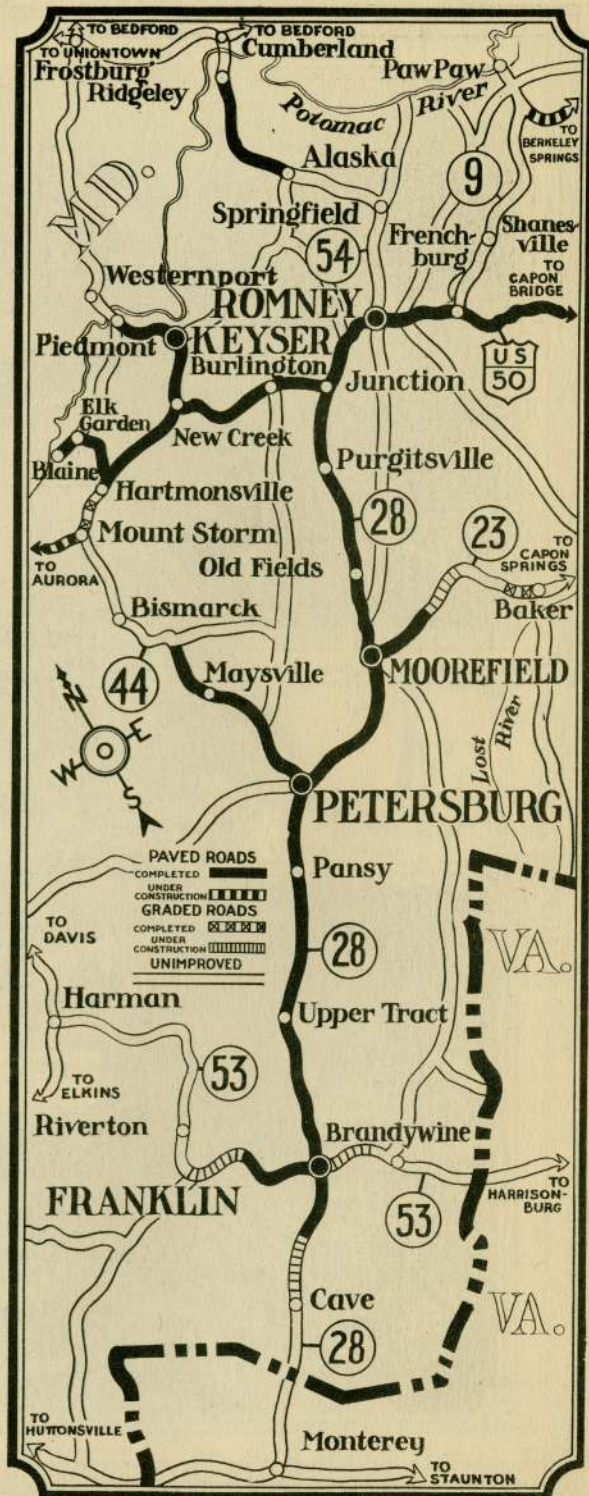 TO BEDFORD
TO BEDFORD
TO UNIONTOWN
Cumberland
Frostburg
Ridgeley
PawPaw
Potomac
River
TO
BERKELEY
SPRINGS
MD.
Alaska
9
Springfield
54
French-
burg
Shanes-
ville
TO
CAPON
BRIDGE
Westernport
ROMNEY
Piedmont
KEYSER
Burlington
US
50
Junction
Elk
Garden
New Creek
Blaine
Purgitsville
Hartmonsville
28
23
Mount Storm
TO
CAPON
SPRINGS
TO
AURORA
Old Fields
Baker
Bismarck
44
Maysville
MOOREFIELD
N
E
W
S
Lost
River
PETERSBURG
PAVED ROADS
COMPLETED
UNDER
CONSTRUCTION
GRADED ROADS
COMPLETED
UNDER
CONSTRUCTION
UNIMPROVED
Pansy
TO
DAVIS
28
VA.
Harman
Upper Tract
53
TO
ELKINS
Riverton
Brandywine
FRANKLIN
53
TO
HARRISON-
BURG
Cave
VA.
28
TO
HUTTONSVILLE
Monterey
TO
STAUNTON